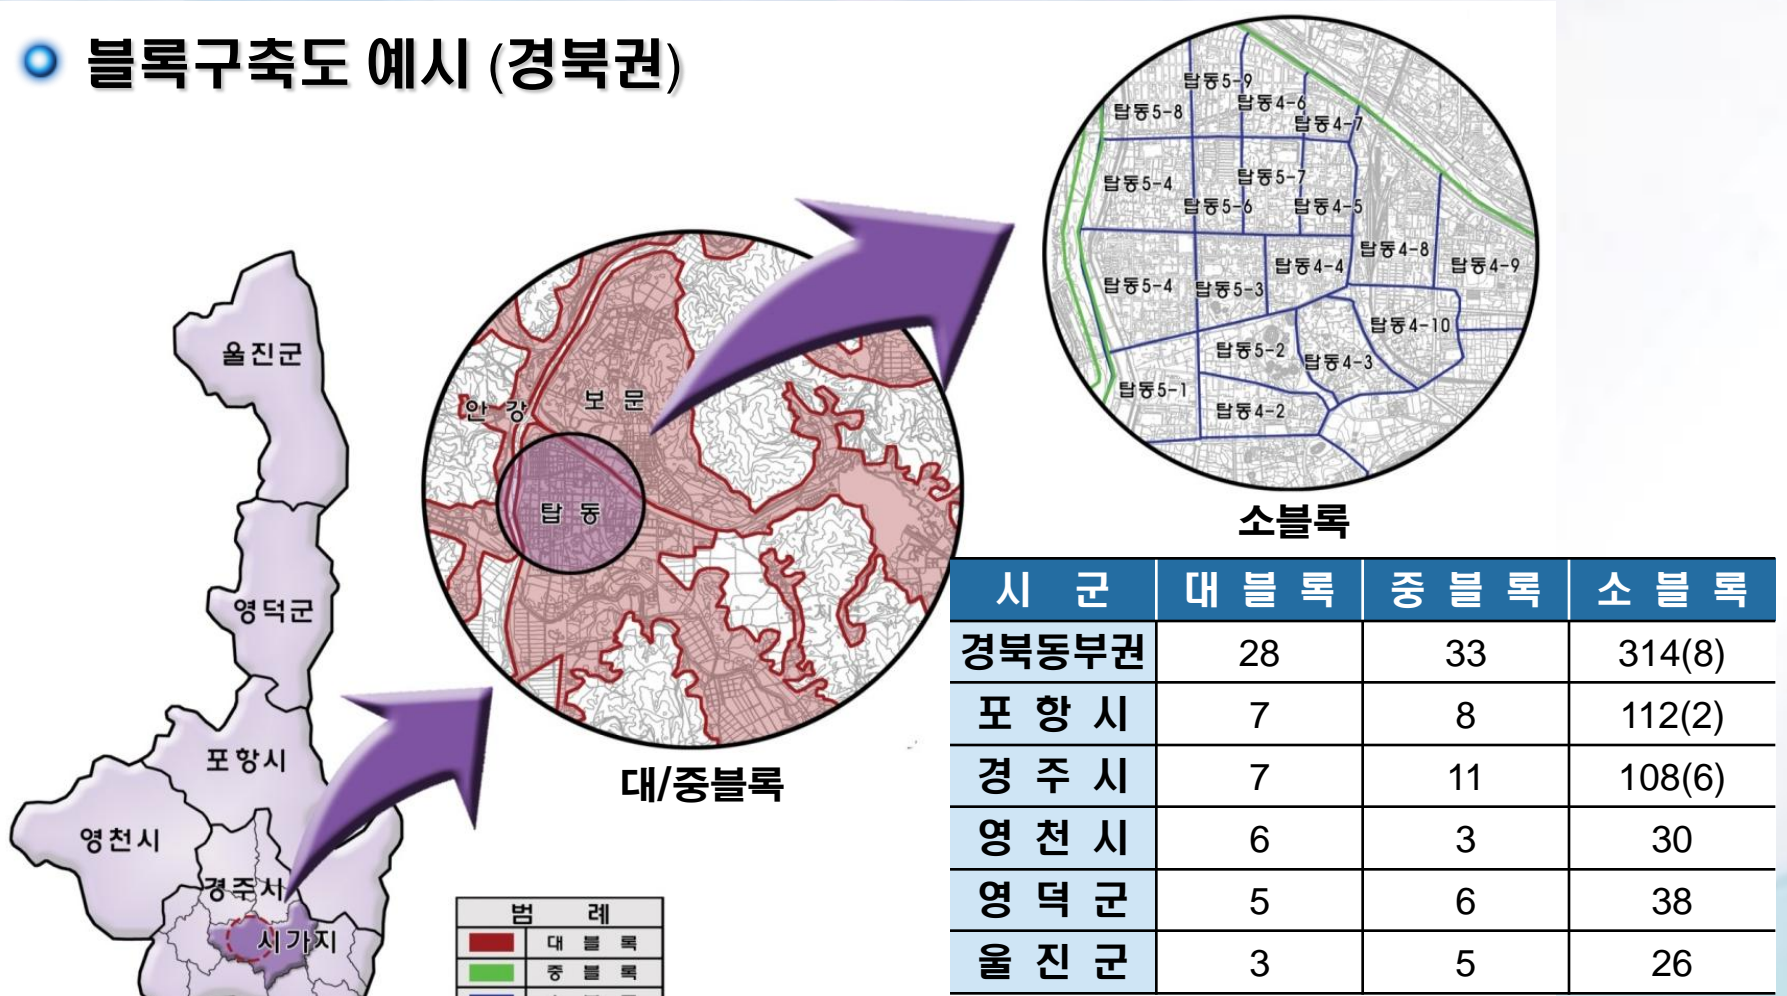 블록구축도 예시 (경북권)
탑동5-9
탑동4-6
탑동5-8
탑동4-7
탑동5-7
탑동5-4
탑동5-6
탑동4-5
탑동4-8
탑동4-4
탑동4-9
탑동5-4
탑동5-3
탑동4-10
탑동5-2
탑동4-3
탑동5-1
탑동4-2
소블록
울진군
영덕군
포항시
영천시
경주시
시가지
안 강
보 문
탑 동
대/중블록
범 례
대 블 록
중 블 록
시 군 대 블 록 중 블 록 소 블 록
경북동부권 28 33 314(8)
포 항 시 7 8 112(2)
경 주 시 7 11 108(6)
영 천 시 6 3 30
영 덕 군 5 6 38
울 진 군 3 5 26